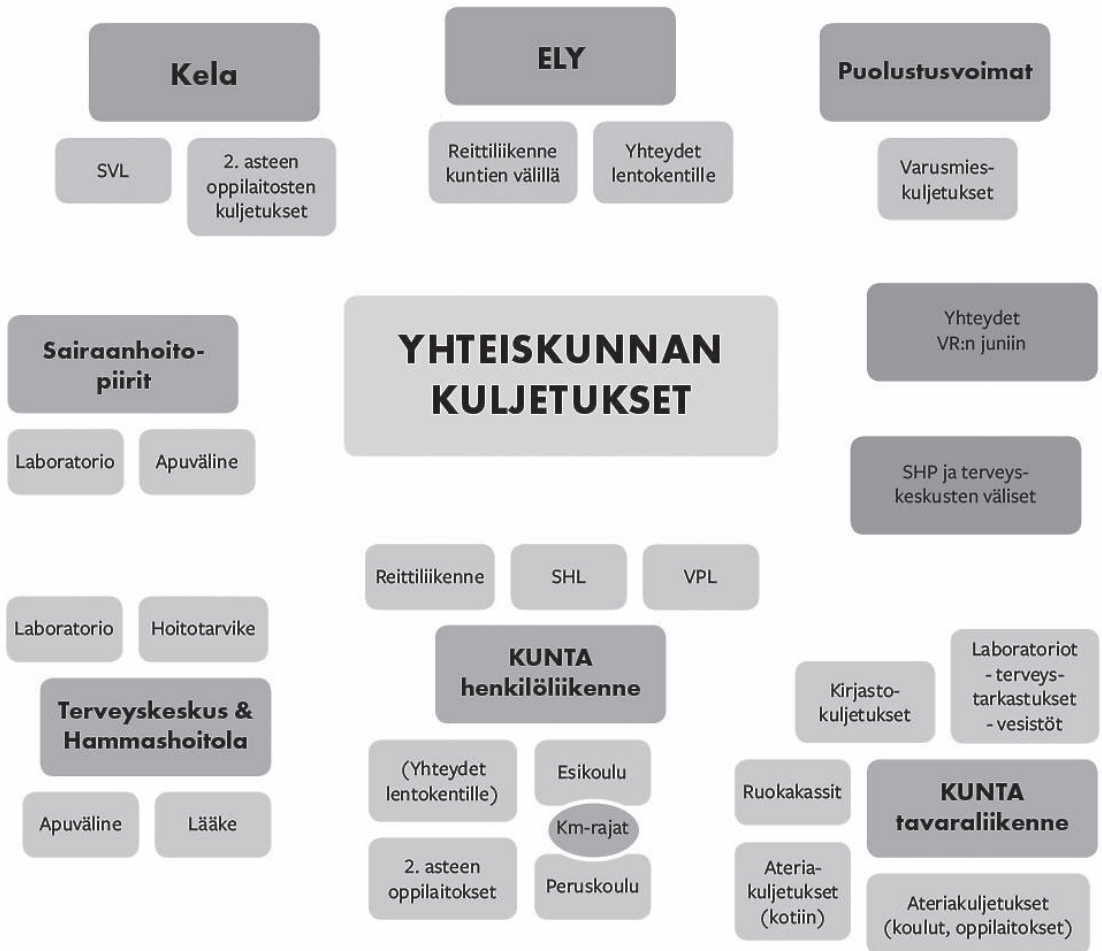 Kela
SVL
2. asteen
oppilaitosten
kuljetukset
ELY
Reittiliikenne
kuntien välillä
Yhteydet
lentokentille
Puolustusvoimat
Varusmies-
kuljetukset
Sairaanhoito-
piirit
Laboratorio
Apuväline
YHTEISKUNNAN
KULJETUKSET
Yhteydet
VR:n juniin
SHP ja terveys-
keskusten väliset
Laboratorio
Hoitotarvike
Terveyskeskus &
Hammashoitola
Apuväline
Lääke
Reittiliikenne
SHL
VPL
KUNTA
henkilöliikenne
(Yhteydet
lentokentille)
Esikoulu
Km-rajat
2. asteen
oppilaitokset
Peruskoulu
Kirjasto-
kuljetukset
Laboratoriot
- terveys-
tarkastukset
- vesistöt
Ruokakassit
KUNTA
tavaraliikenne
Ateria-
kuljetukset
(kotiin)
Ateriakuljetukset
(koulut, oppilaitokset)